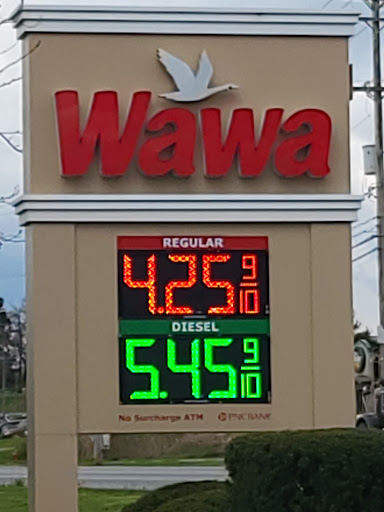 Wawa
REGULAR
4.25 9/10
DIESEL
5.45 9/10
No Surcharge ATM PNC BANK